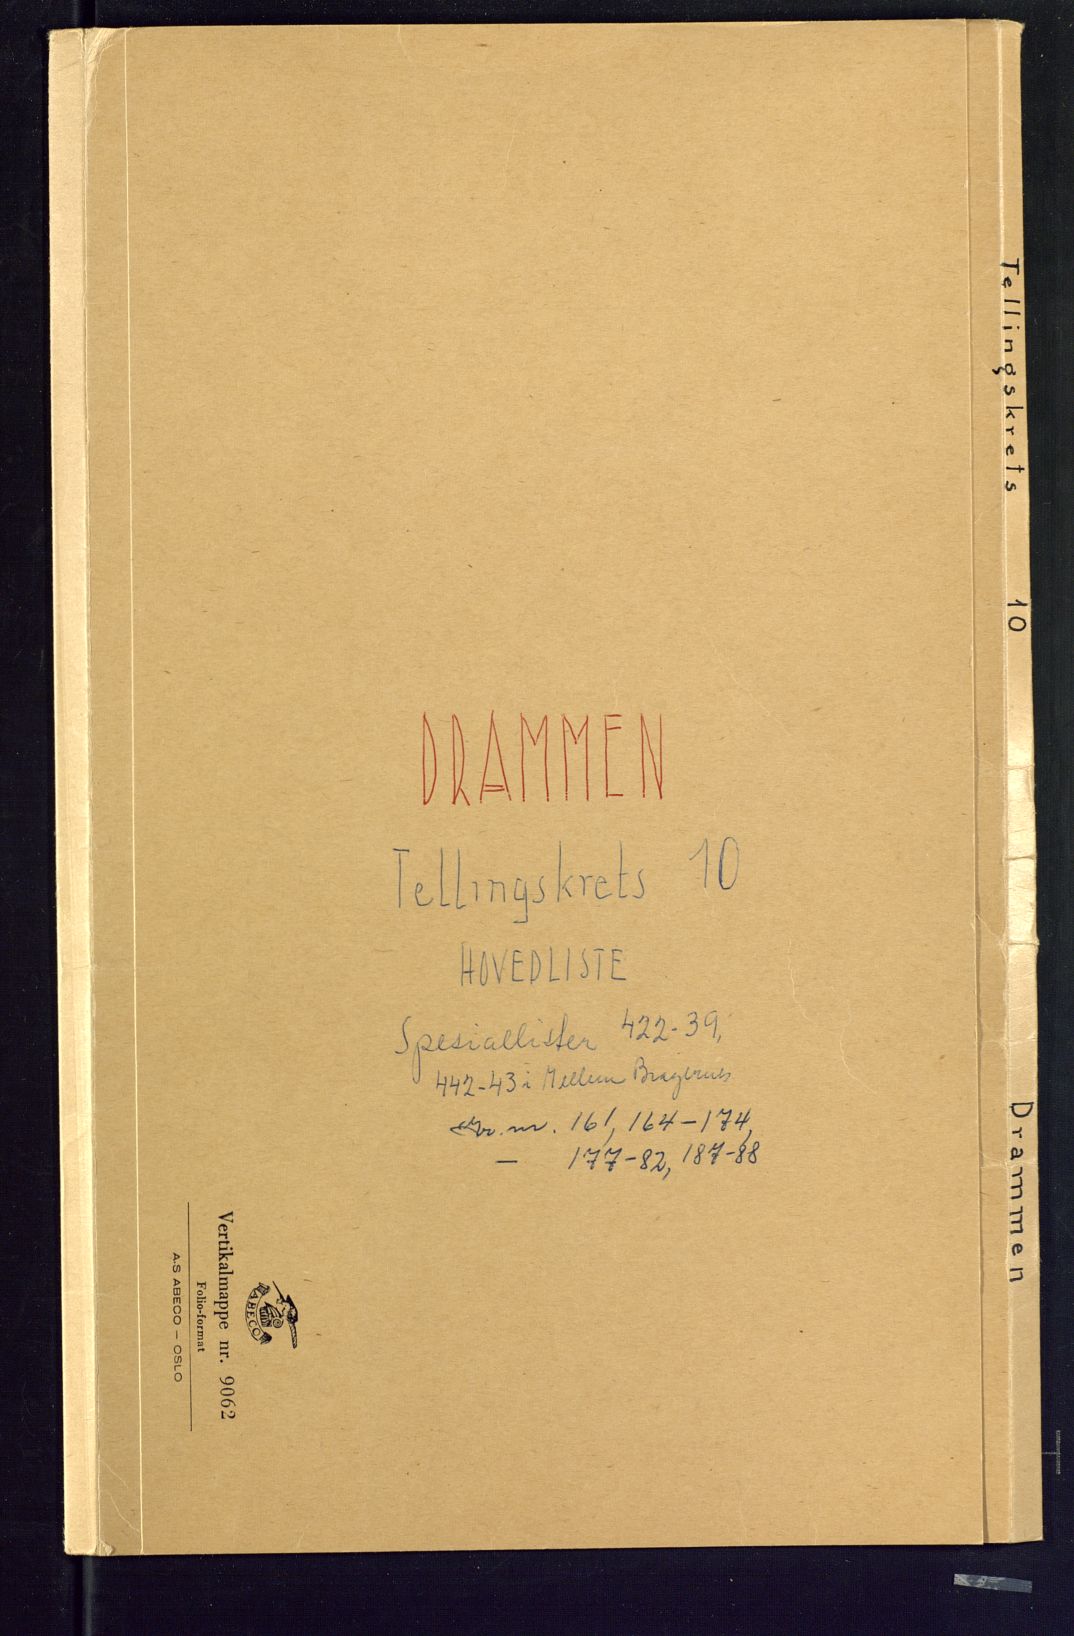 DRAMMEN
Tellingskrets 10
HOVEDLISTE
Spesiallister 422-39,
442-43 i Mellem Bragernes
Gr. nr. 161, 164-174,
— 177-82, 187-88
Tellingskrets 10 Drammen
ABECO
Vertikalmappe nr. 9062
Folio-format
A.S ABECO — OSLO